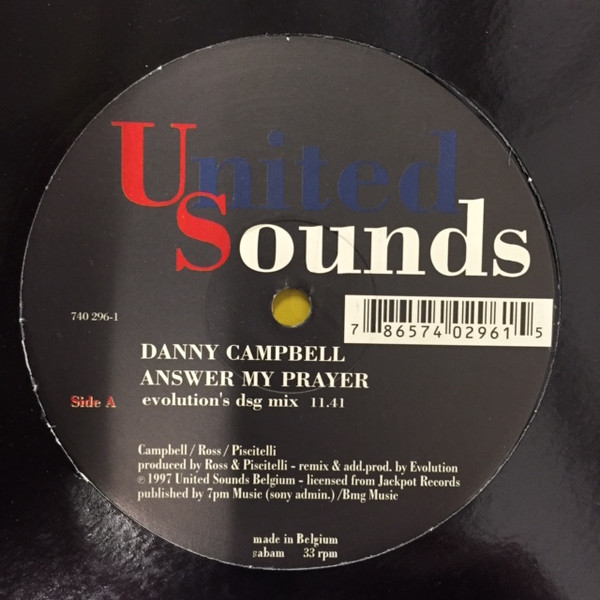 United
Sounds
740 296-1
7 86574 02961 5
DANNY CAMPBELL
ANSWER MY PRAYER
Side A evolution's dsg mix 11.41
Campbell / Ross / Piscitelli
produced by Ross & Piscitelli - remix & add.prod. by Evolution
℗ 1997 United Sounds Belgium - licensed from Jackpot Records
published by 7pm Music (sony admin.) /Bmg Music
made in Belgium
sabam 33 rpm